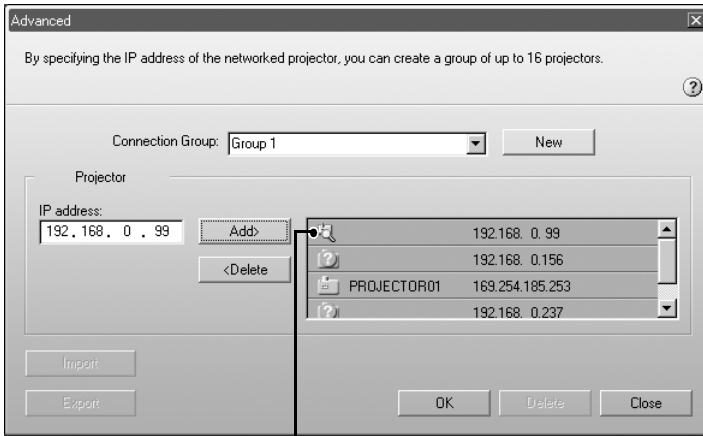 Advanced
By specifying the IP address of the networked projector, you can create a group of up to 16 projectors.
Connection Group: Group 1 New
Projector
IP address:
192.168. 0 . 99 Add>
<Delete
192.168. 0. 99
192.168. 0.156
PROJECTOR01 169.254.185.253
192.168. 0.237
Import
Export
OK Delete Close